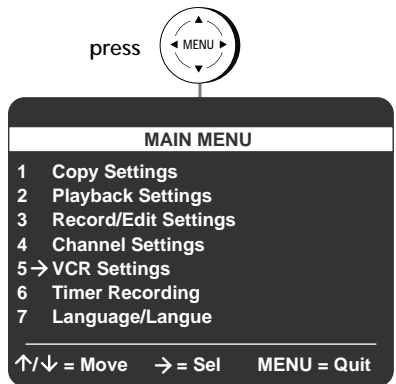 press
MENU
MAIN MENU
1 Copy Settings
2 Playback Settings
3 Record/Edit Settings
4 Channel Settings
5→VCR Settings
6 Timer Recording
7 Language/Langue
↑/↓ = Move →= Sel MENU = Quit